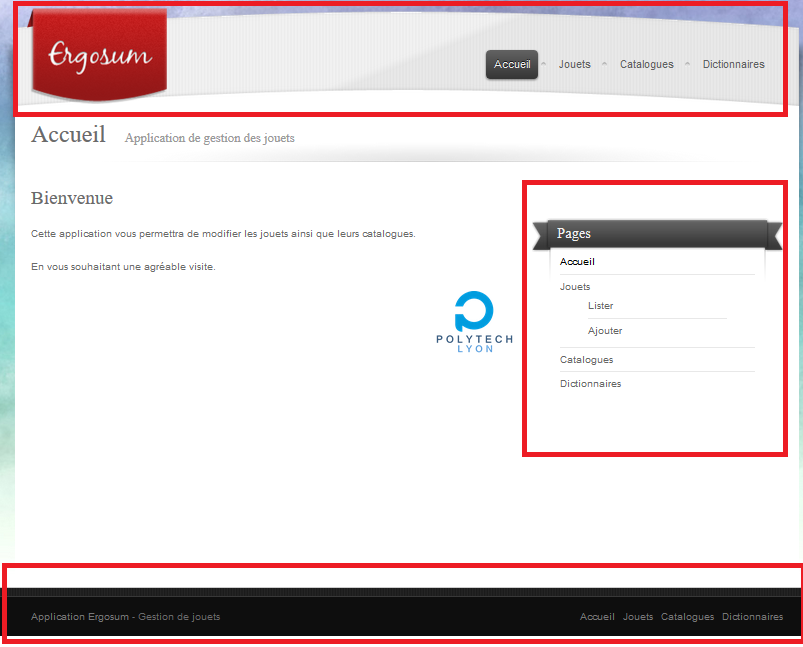 Ergosum
Accueil Jouets Catalogues Dictionnaires
Accueil Application de gestion des jouets
Bienvenue
Cette application vous permettra de modifier les jouets ainsi que leurs catalogues.
En vous souhaitant une agréable visite.
POLYTECH
LYON
Pages
Accueil
Jouets
Lister
Ajouter
Catalogues
Dictionnaires
Application Ergosum - Gestion de jouets
Accueil Jouets Catalogues Dictionnaires